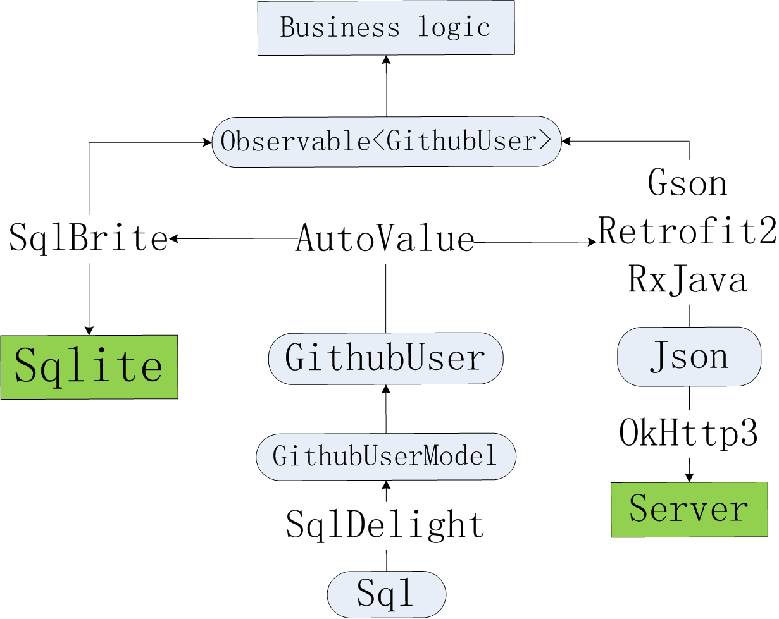 Business logic
Observable<GithubUser>
Gson
SqlBrite
AutoValue
Retrofit2
RxJava
Sqlite
GithubUser
Json
OkHttp3
GithubUserModel
Server
SqlDelight
Sql